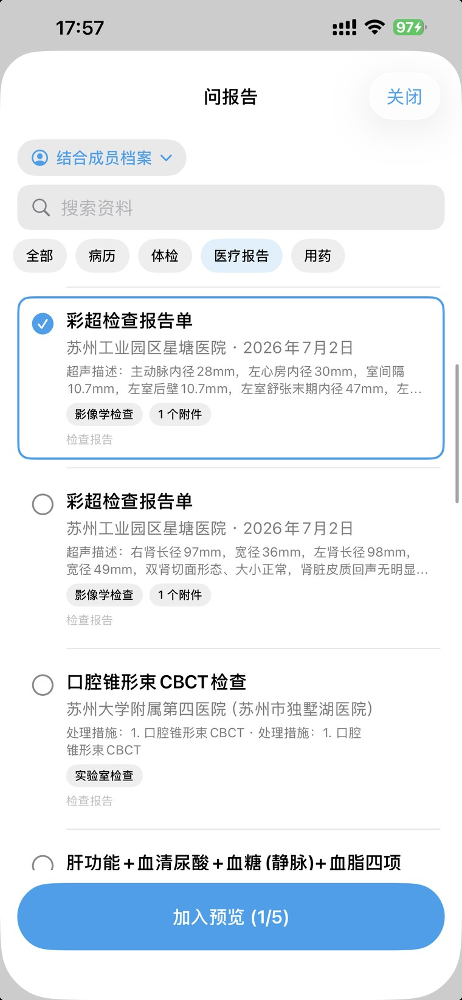 17:57
97
问报告
关闭
结合成员档案
搜索资料
全部
病历
体检
医疗报告
用药
彩超检查报告单
苏州工业园区星塘医院 · 2026年7月2日
超声描述：主动脉内径28mm，左心房内径30mm，室间隔
10.7mm，左室后壁10.7mm，左室舒张末期内径47mm，左...
影像学检查
1 个附件
检查报告
彩超检查报告单
苏州工业园区星塘医院 · 2026年7月2日
超声描述：右肾长径97mm，宽径36mm，左肾长径98mm，
宽径49mm，双肾切面形态、大小正常，肾脏皮质回声无明显...
影像学检查
1 个附件
检查报告
口腔锥形束CBCT检查
苏州大学附属第四医院（苏州市独墅湖医院）
处理措施：1. 口腔锥形束CBCT · 处理措施：1. 口腔
锥形束CBCT
实验室检查
检查报告
肝功能+血清尿酸+血糖(静脉)+血脂四项
加入预览 (1/5)